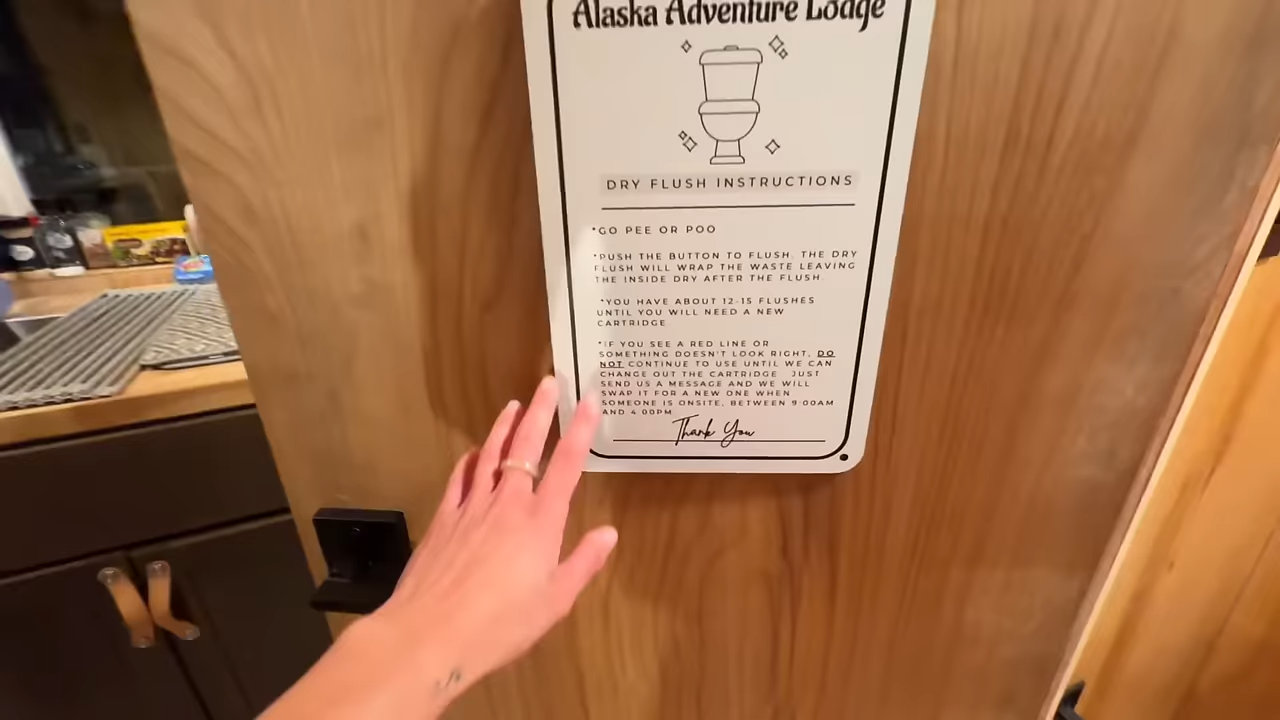 Alaska Adventure Lodge
DRY FLUSH INSTRUCTIONS
*GO PEE OR POO
*PUSH THE BUTTON TO FLUSH. THE DRY
FLUSH WILL WRAP THE WASTE LEAVING
THE INSIDE DRY AFTER THE FLUSH
*YOU HAVE ABOUT 12-15 FLUSHES
UNTIL YOU WILL NEED A NEW
CARTRIDGE
*IF YOU SEE A RED LINE OR
SOMETHING DOESN'T LOOK RIGHT, DO
NOT CONTINUE TO USE UNTIL WE CAN
CHANGE OUT THE CARTRIDGE. JUST
SEND US A MESSAGE AND WE WILL
SWAP IT FOR A NEW ONE WHEN
SOMEONE IS ONSITE, BETWEEN 9:00AM
AND 4:00PM
Thank You